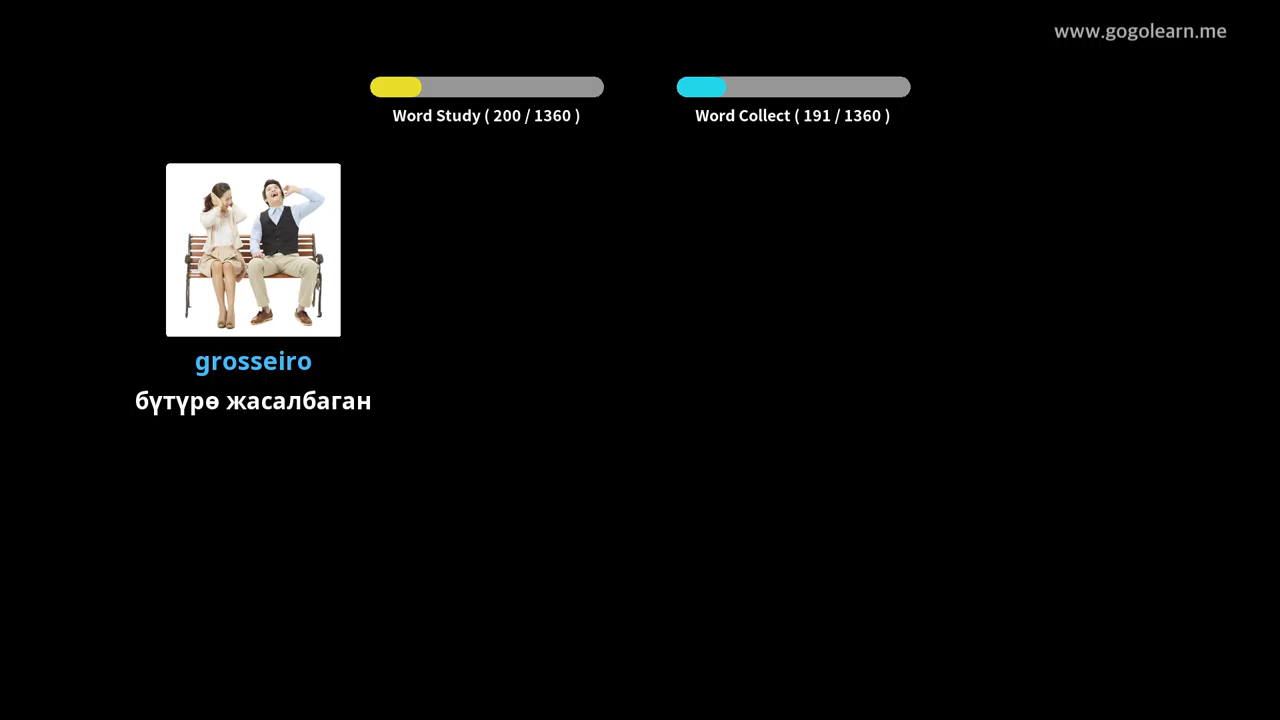 www.gogolearn.me
Word Study ( 200 / 1360 )
Word Collect ( 191 / 1360 )
grosseiro
бүтүрө жасалбаган